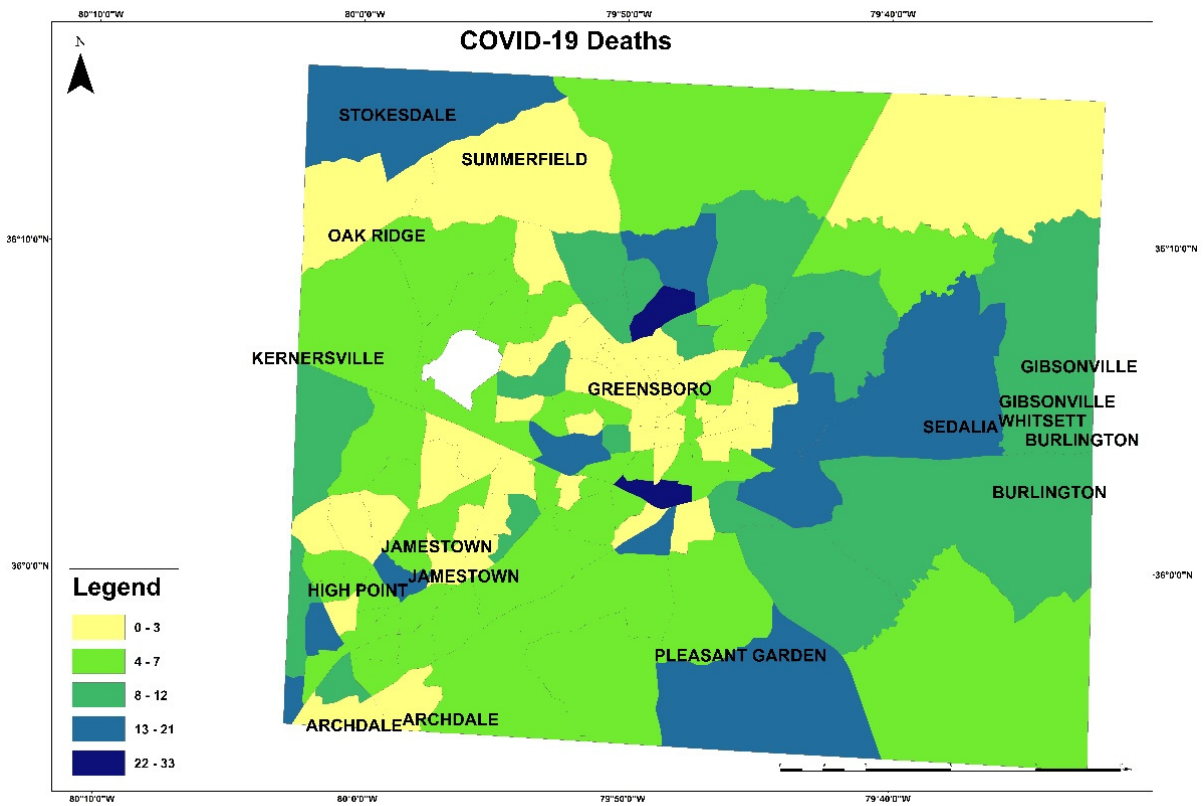 80°10'0"W 80°0'0"W 79°50'0"W 79°40'0"W
COVID-19 Deaths
N
STOKESDALE
SUMMERFIELD
OAK RIDGE
36°10'0"N
36°10'0"N
KERNERSVILLE
GIBSONVILLE
GREENSBORO
GIBSONVILLE
WHITSETT
SEDALIA
BURLINGTON
BURLINGTON
JAMESTOWN
36°0'0"N
36°0'0"N
JAMESTOWN
HIGH POINT
Legend
0 - 3
4 - 7
8 - 12
13 - 21
22 - 33
PLEASANT GARDEN
ARCHDALE
ARCHDALE
80°10'0"W 80°0'0"W 79°50'0"W 79°40'0"W